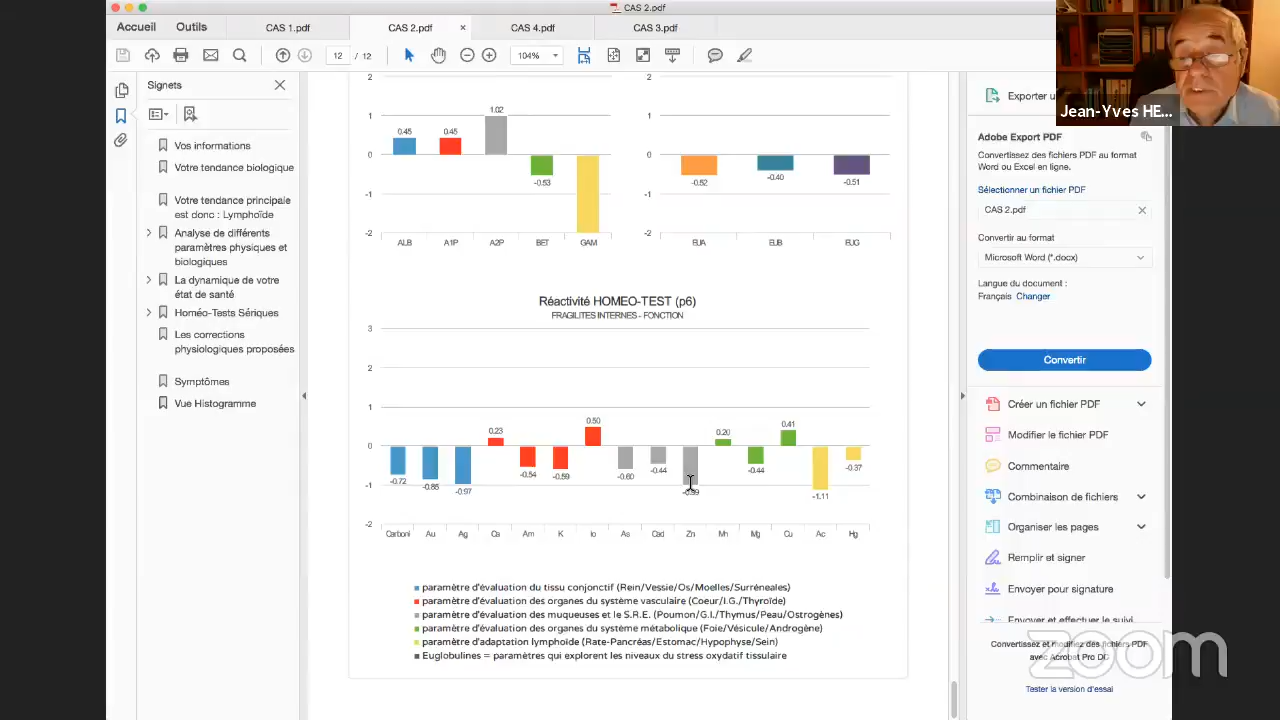 CAS 2.pdf
Accueil Outils CAS 1.pdf CAS 2.pdf × CAS 4.pdf CAS 3.pdf
12 / 12 104%
Jean-Yves HE...
Signets
Vos informations
Votre tendance biologique
Votre tendance principale
est donc : Lymphoïde
Analyse de différents
paramètres physiques et
biologiques
La dynamique de votre
état de santé
Homéo-Tests Sériques
Les corrections
physiologiques proposées
Symptômes
Vue Histogramme
2
1
0
-1
-2
0.45 0.45 1.02 -0.53
ALB A1P A2P BET GAM
2
1
0
-1
-2
-0.52 -0.40 -0.51
EUA EUB EUG
Réactivité HOMEO-TEST (p6)
FRAGILITES INTERNES - FONCTION
3
2
1
0
-1
-2
-0.72 -0.85 -0.97 0.23 -0.54 -0.59 0.50 -0.60 -0.44 0.20 -0.44 0.41 -1.11 -0.37
Carbonl Au Ag Ca Am K Io As Cad Zn Mn Mg Cu Ac Hg
paramètre d'évaluation du tissu conjonctif (Rein/Vessie/Os/Moelles/Surréneales)
paramètre d'évaluation des organes du système vasculaire (Coeur/I.G./Thyroïde)
paramètre d'évaluation des muqueuses et le S.R.E. (Poumon/G.I./Thymus/Peau/Ostrogènes)
paramètre d'évaluation des organes du système métabolique (Foie/Vésicule/Androgène)
paramètre d'adaptation lymphoïde (Rate-Pancréas/Estomac/Hypophyse/Sein)
Euglobulines = paramètres qui explorent les niveaux du stress oxydatif tissulaire
Exporter u
Adobe Export PDF
Convertissez des fichiers PDF au format
Word ou Excel en ligne.
Sélectionner un fichier PDF
CAS 2.pdf
Convertir au format
Microsoft Word (*.docx)
Langue du document :
Français Changer
Convertir
Créer un fichier PDF
Modifier le fichier PDF
Commentaire
Combinaison de fichiers
Organiser les pages
Remplir et signer
Envoyer pour signature
Envoyer et effectuer le suivi
Convertissez et modifiez des fichiers PDF
avec Acrobat Pro DC
Tester la version d'essai
zoom